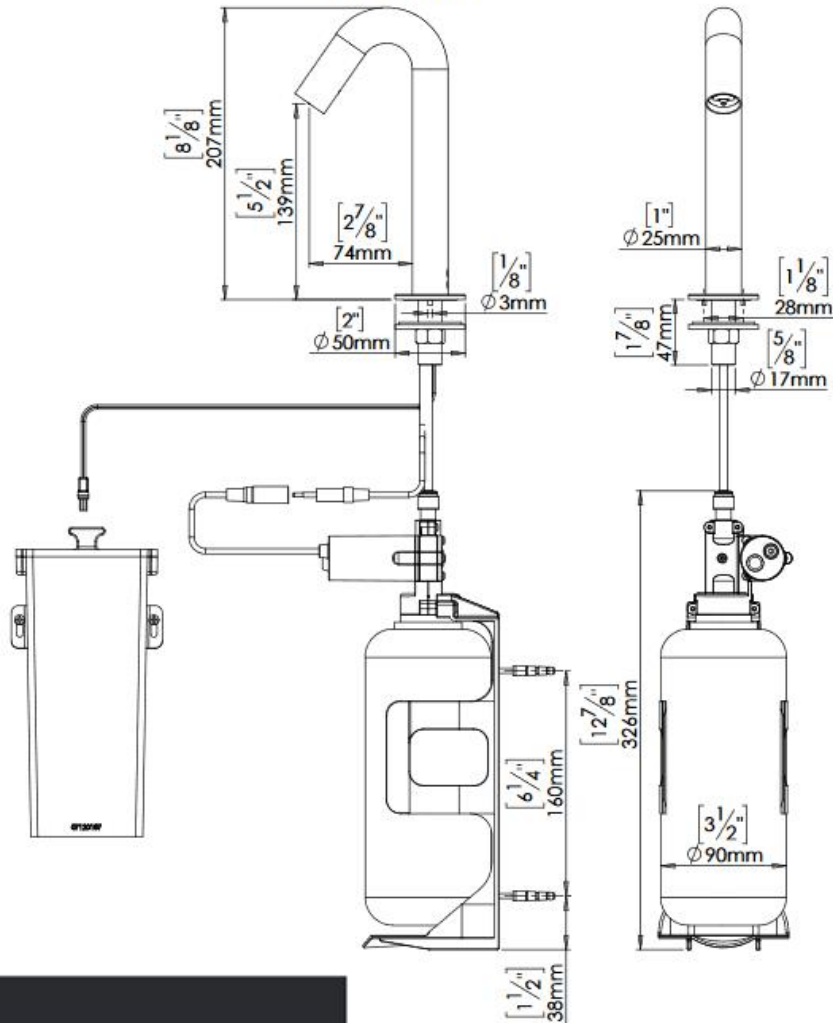 [8 1/8"]
207mm
[5 1/2"]
139mm
[2 7/8"]
74mm
[1/8"]
Ø3mm
[2"]
Ø50mm
[1"]
Ø25mm
[1 1/8"]
28mm
[1 7/8"]
47mm
[5/8"]
Ø17mm
[12 7/8"]
326mm
[6 1/4"]
160mm
[3 1/2"]
Ø90mm
[1 1/2"]
38mm